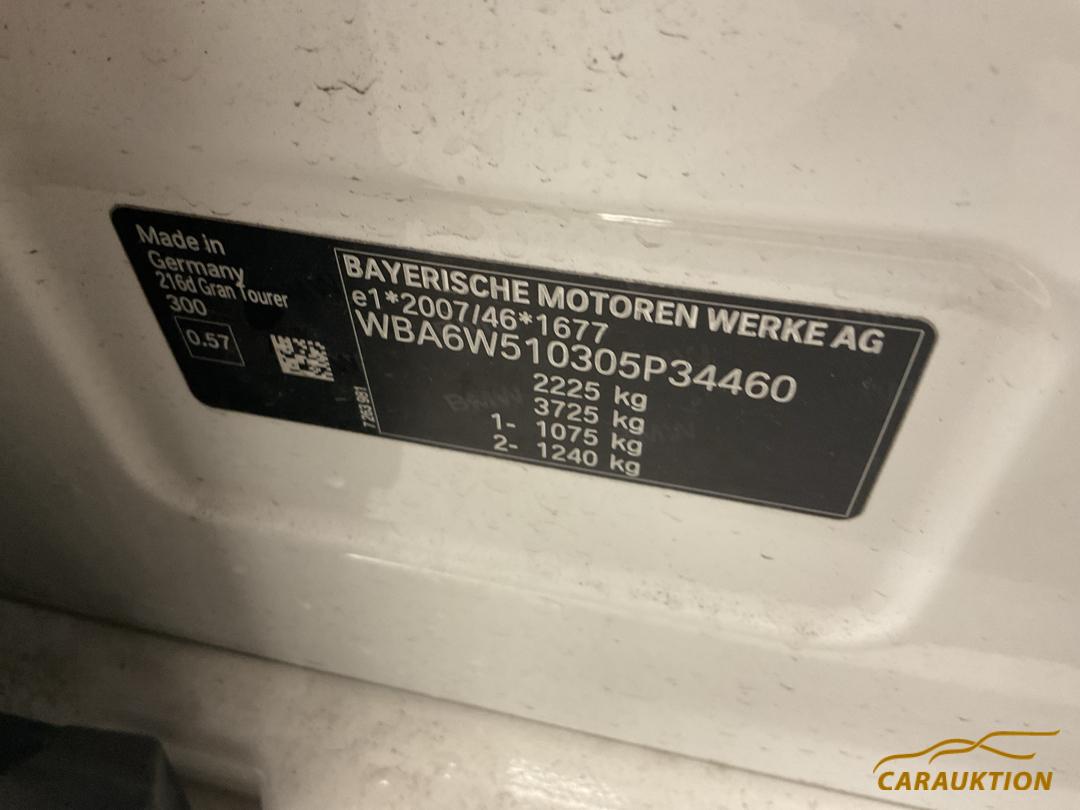 Made in
Germany
216d Gran Tourer
300
0.57
7263981
BAYERISCHE MOTOREN WERKE AG
e1*2007/46*1677
WBA6W510305P34460
2225 kg
3725 kg
1- 1075 kg
2- 1240 kg
CARAUKTION